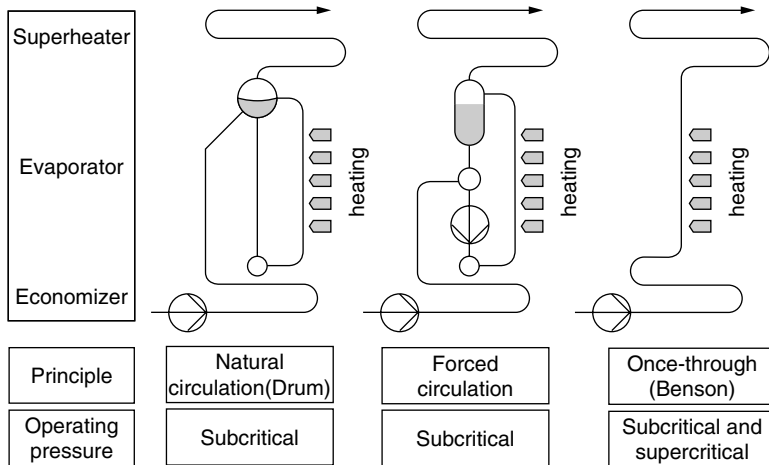 Superheater
Evaporator
Economizer
heating
heating
heating
Principle
Natural
circulation(Drum)
Forced
circulation
Once-through
(Benson)
Operating
pressure
Subcritical
Subcritical
Subcritical and
supercritical